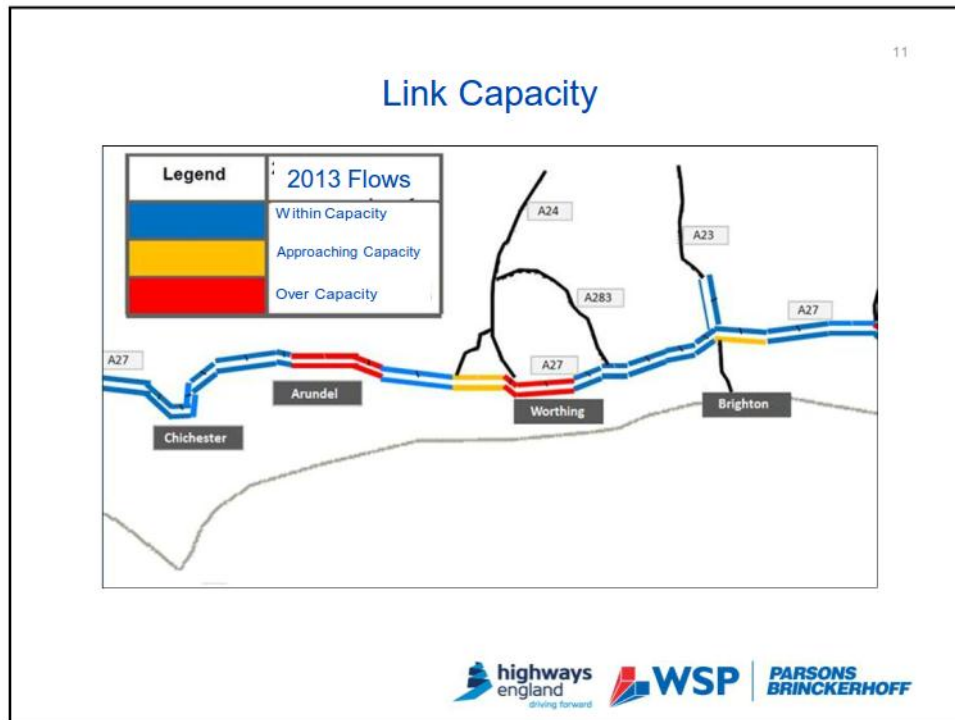 11
Link Capacity
Legend
2013 Flows
Within Capacity
Approaching Capacity
Over Capacity
A24
A23
A283
A27
A27
A27
Arundel
Worthing
Brighton
Chichester
highways
england
driving forward
WSP
PARSONS
BRINCKERHOFF